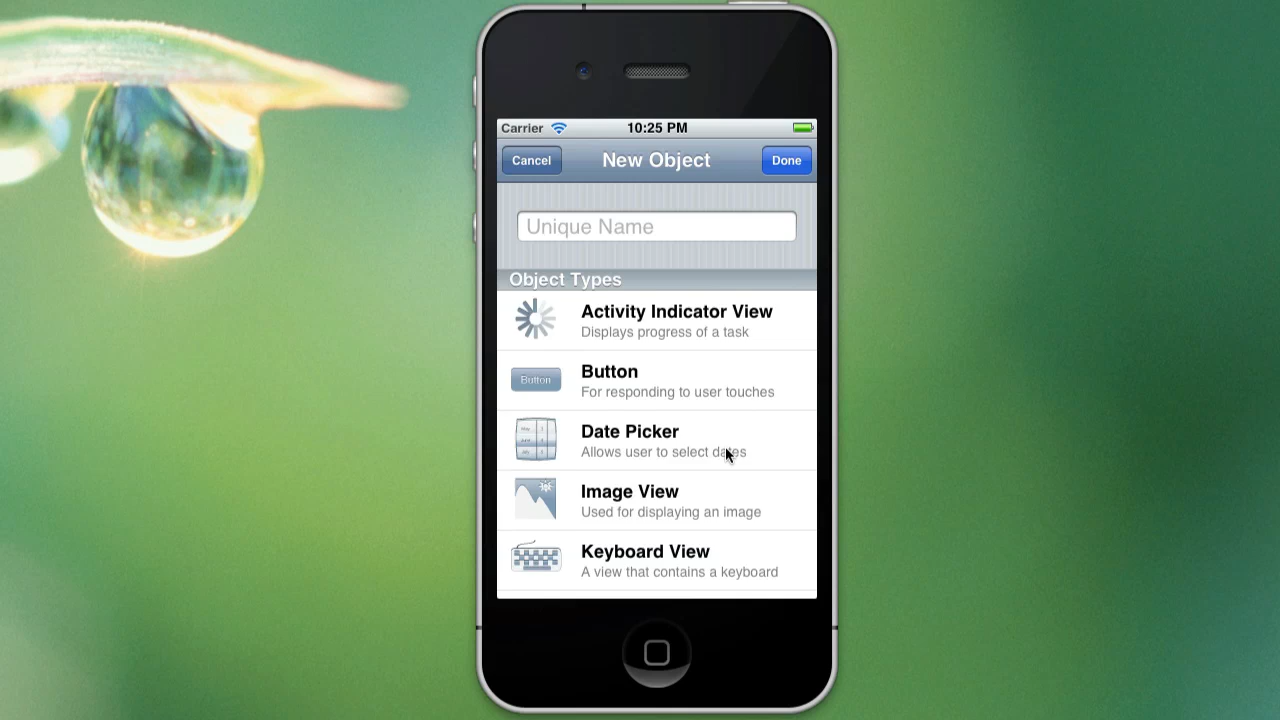 Carrier 10:25 PM
Cancel New Object Done
Unique Name
Object Types
Activity Indicator View
Displays progress of a task
Button
Button
For responding to user touches
Date Picker
Allows user to select dates
Image View
Used for displaying an image
Keyboard View
A view that contains a keyboard